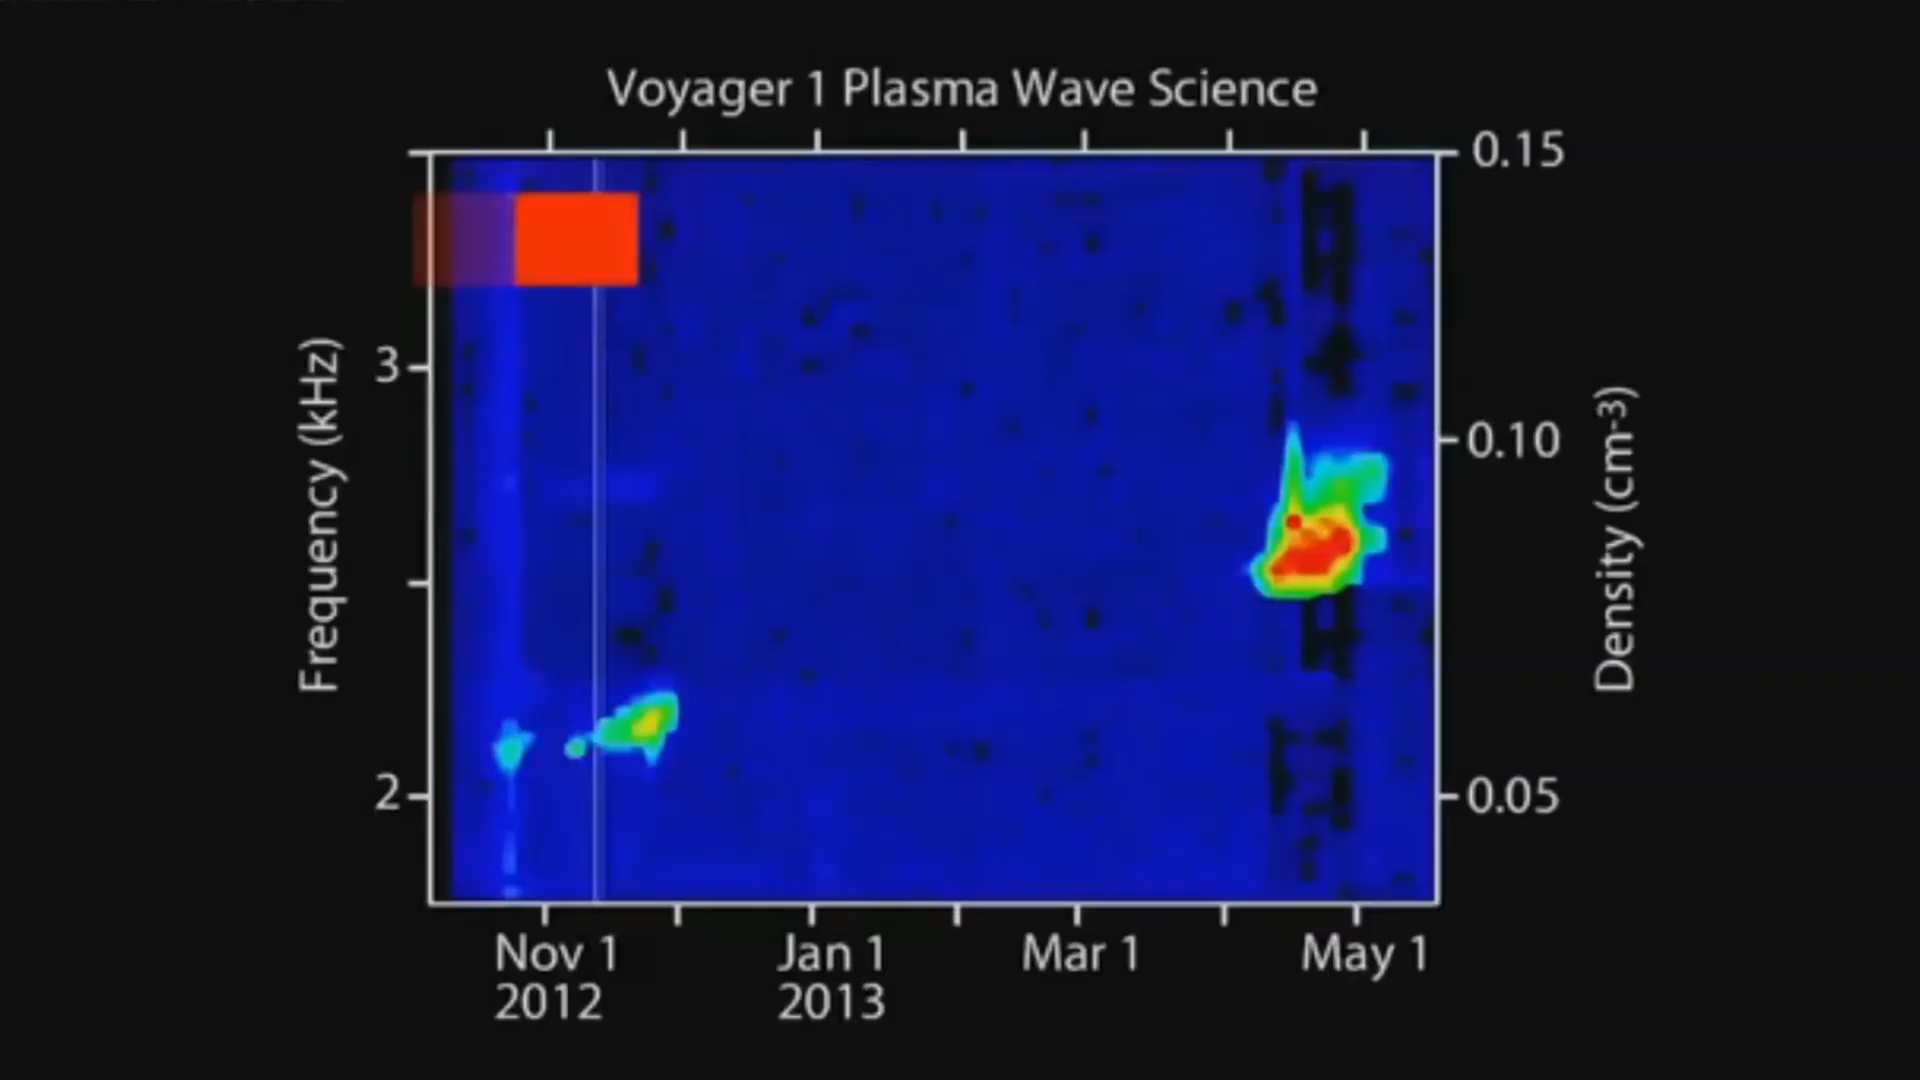 Voyager 1 Plasma Wave Science
0.15
3
0.10
Frequency (kHz)
Density (cm-3)
2
0.05
Nov 1
2012
Jan 1
2013
Mar 1
May 1